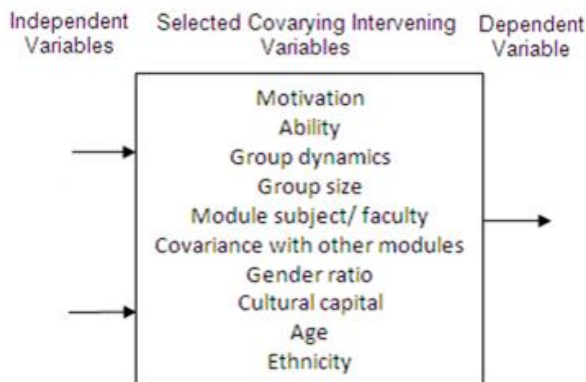 Independent Variables
Selected Covarying Intervening Variables
Dependent Variable
Motivation
Ability
Group dynamics
Group size
Module subject/ faculty
Covariance with other modules
Gender ratio
Cultural capital
Age
Ethnicity